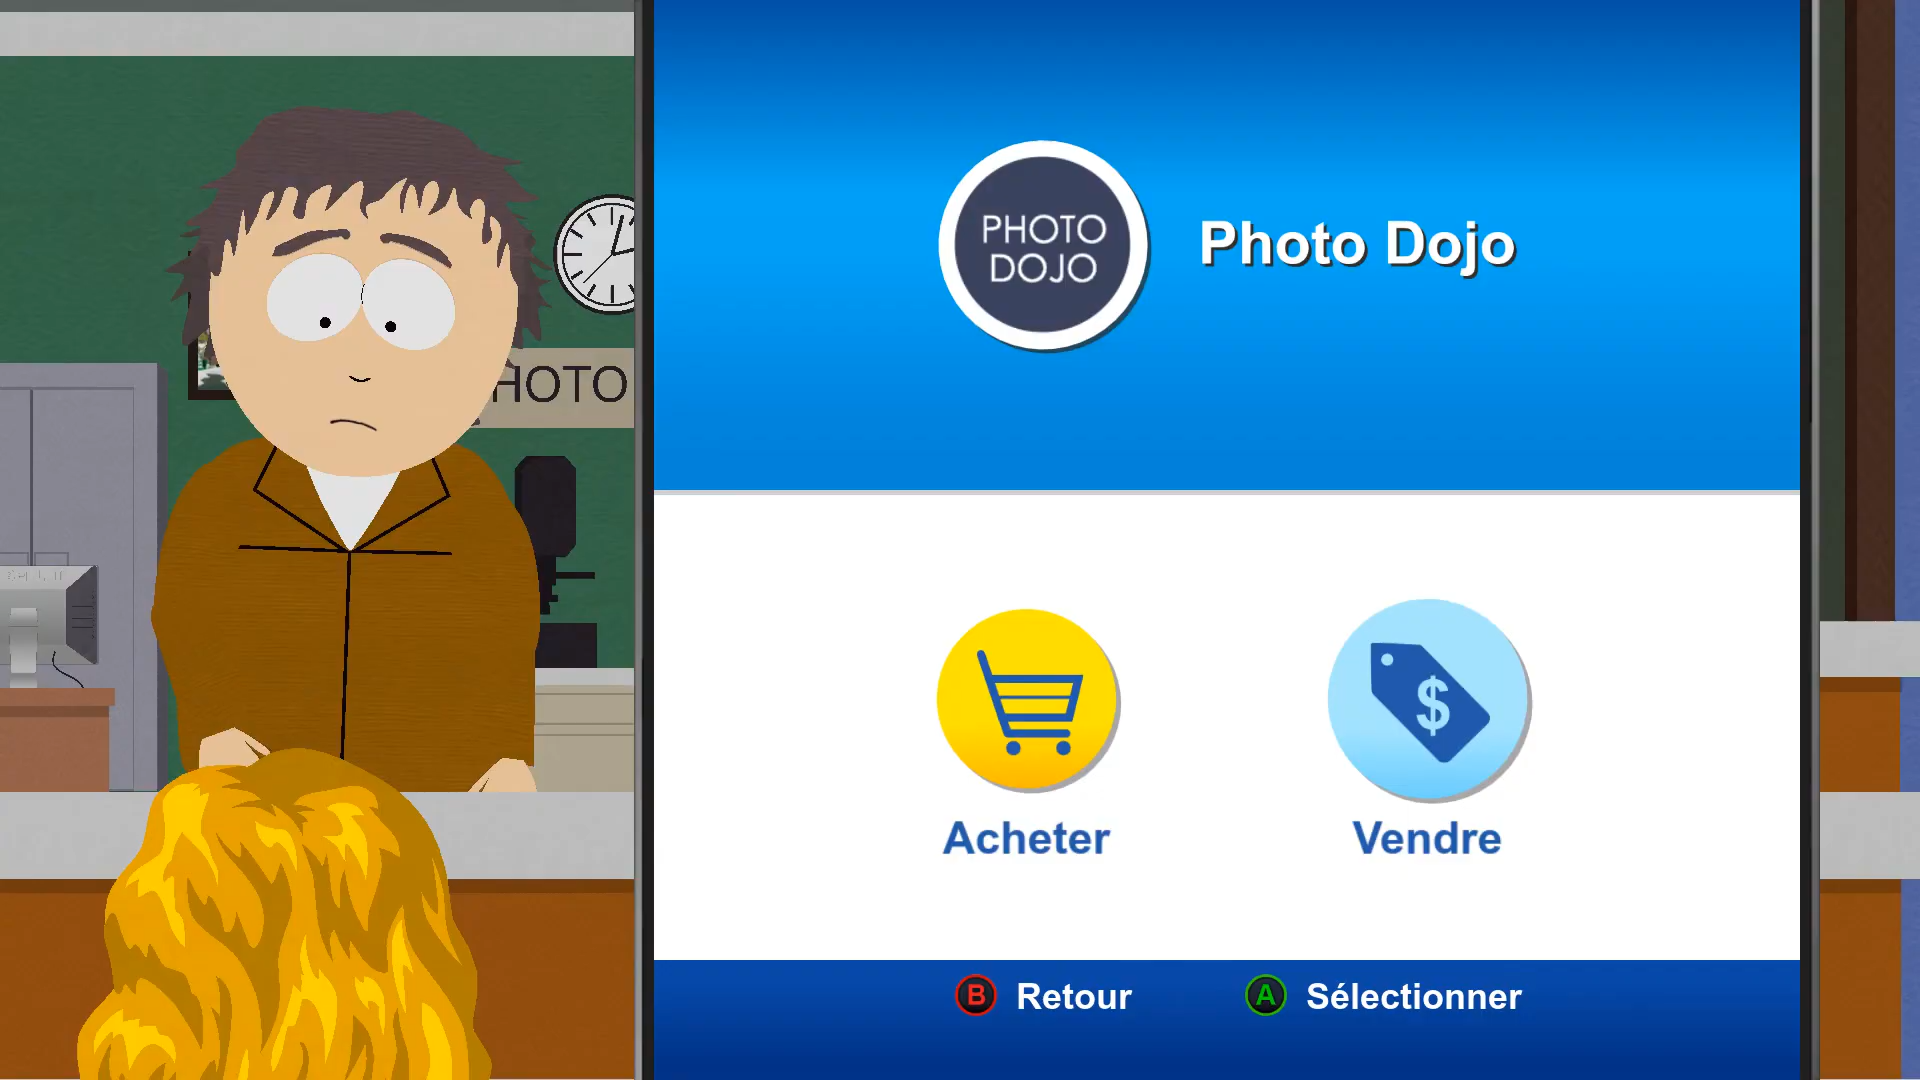 HOTO
PHOTO
DOJO
Photo Dojo
Acheter
Vendre
B Retour
A Sélectionner